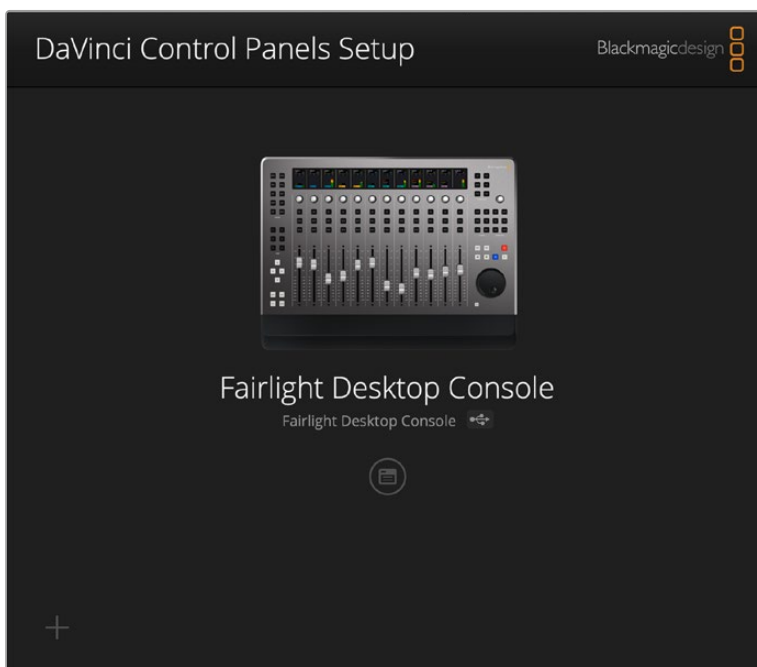 DaVinci Control Panels Setup
Blackmagicdesign
Fairlight Desktop Console
Fairlight Desktop Console